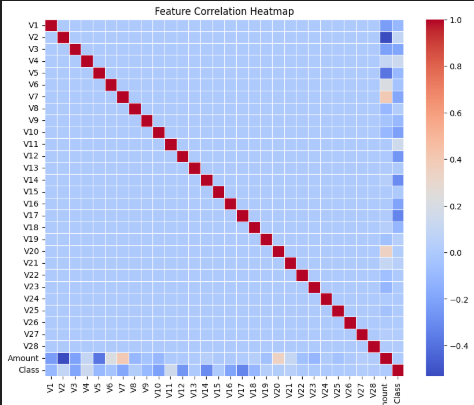 Feature Correlation Heatmap
V1
V2
V3
V4
V5
V6
V7
V8
V9
V10
V11
V12
V13
V14
V15
V16
V17
V18
V19
V20
V21
V22
V23
V24
V25
V26
V27
V28
Amount
Class
1.0
0.8
0.6
0.4
0.2
0.0
−0.2
−0.4
V1
V2
V3
V4
V5
V6
V7
V8
V9
V10
V11
V12
V13
V14
V15
V16
V17
V18
V19
V20
V21
V22
V23
V24
V25
V26
V27
V28
mount
Class